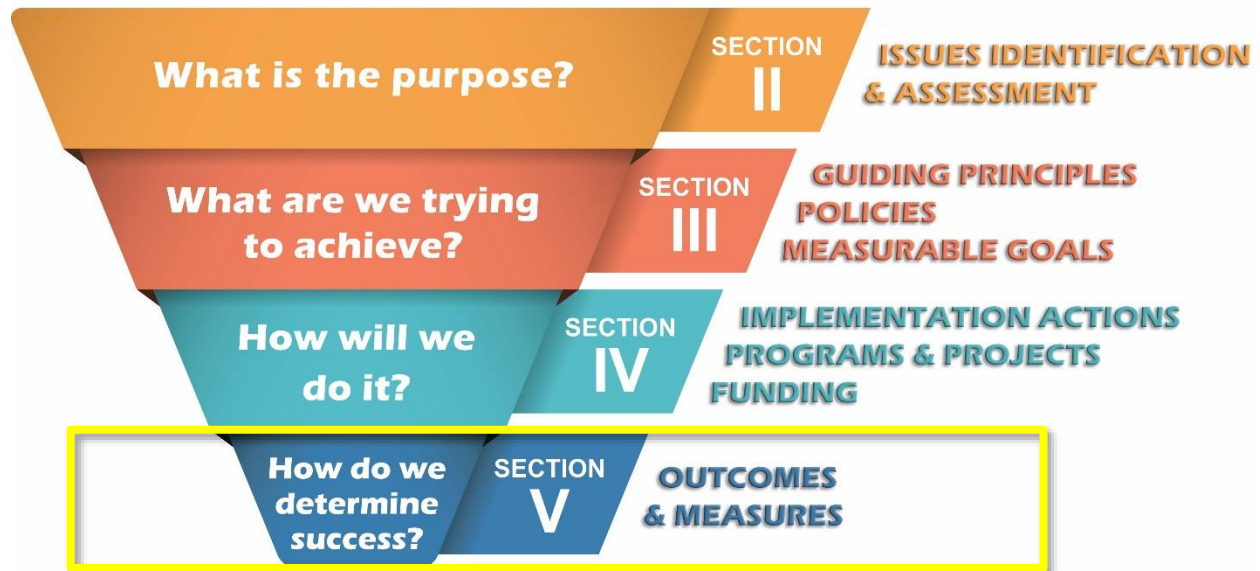 What is the purpose?
SECTION
II
ISSUES IDENTIFICATION
& ASSESSMENT
What are we trying
to achieve?
SECTION
III
GUIDING PRINCIPLES
POLICIES
MEASURABLE GOALS
How will we
do it?
SECTION
IV
IMPLEMENTATION ACTIONS
PROGRAMS & PROJECTS
FUNDING
How do we
determine
success?
SECTION
V
OUTCOMES
& MEASURES